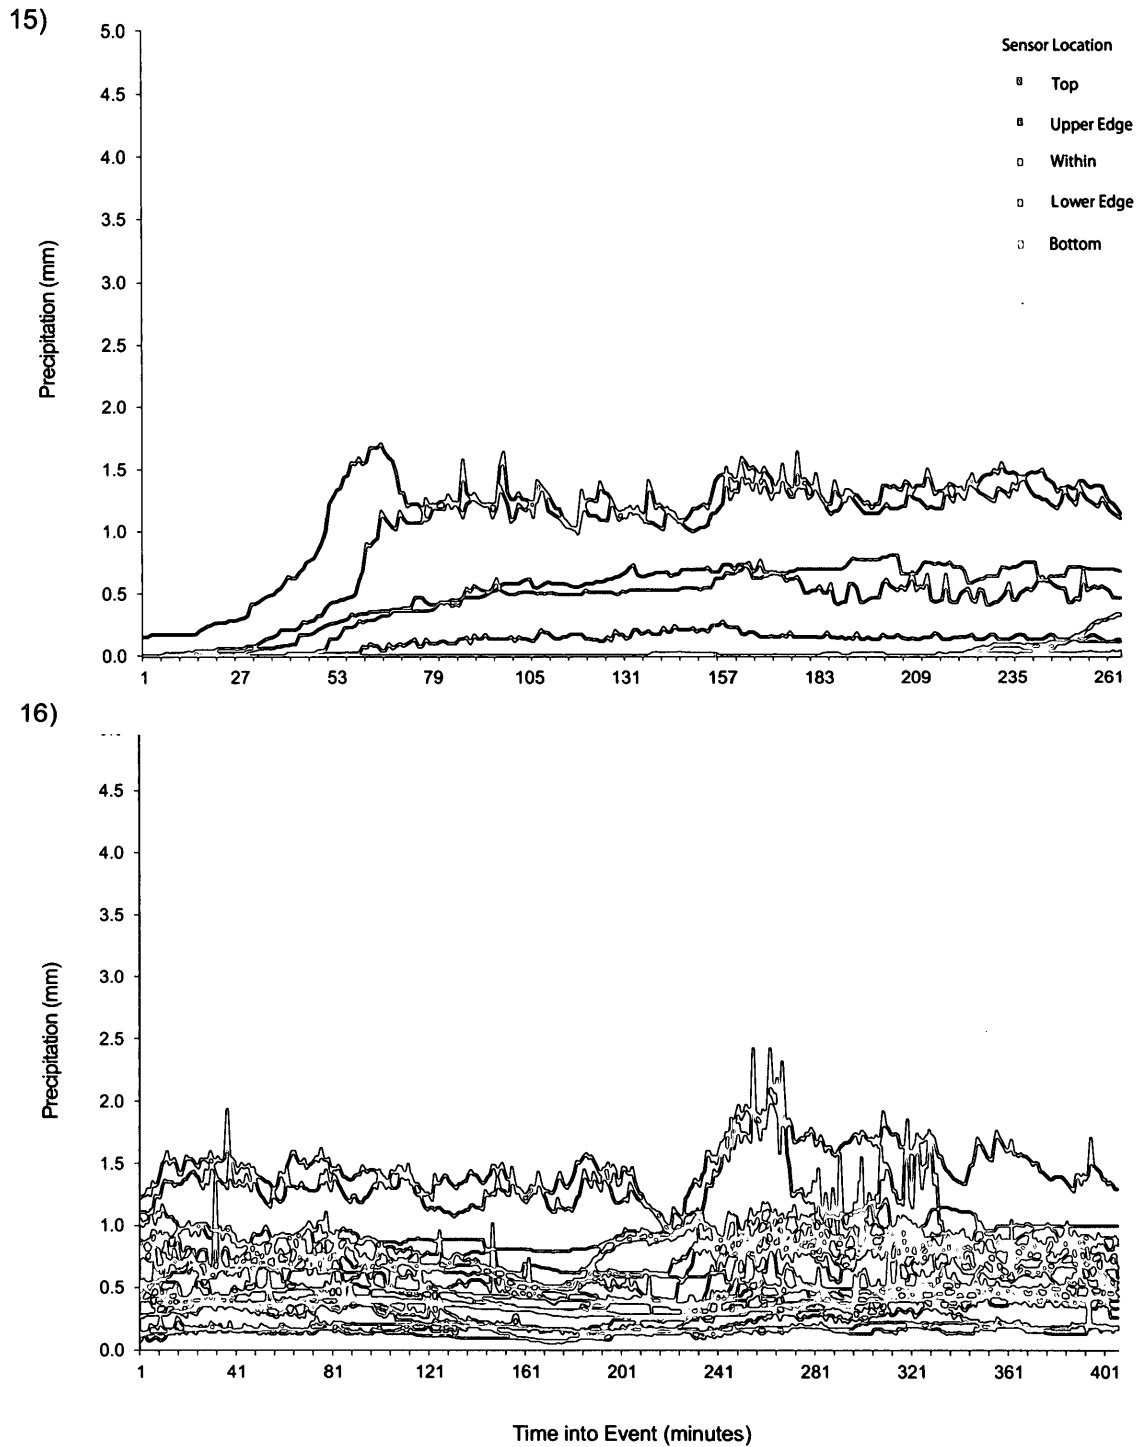 15)
5.0
4.5
4.0
3.5
3.0
2.5
2.0
1.5
1.0
0.5
0.0
Precipitation (mm)
1 27 53 79 105 131 157 183 209 235 261
Sensor Location
Top
Upper Edge
Within
Lower Edge
Bottom
16)
4.5
4.0
3.5
3.0
2.5
2.0
1.5
1.0
0.5
0.0
Precipitation (mm)
1 41 81 121 161 201 241 281 321 361 401
Time into Event (minutes)